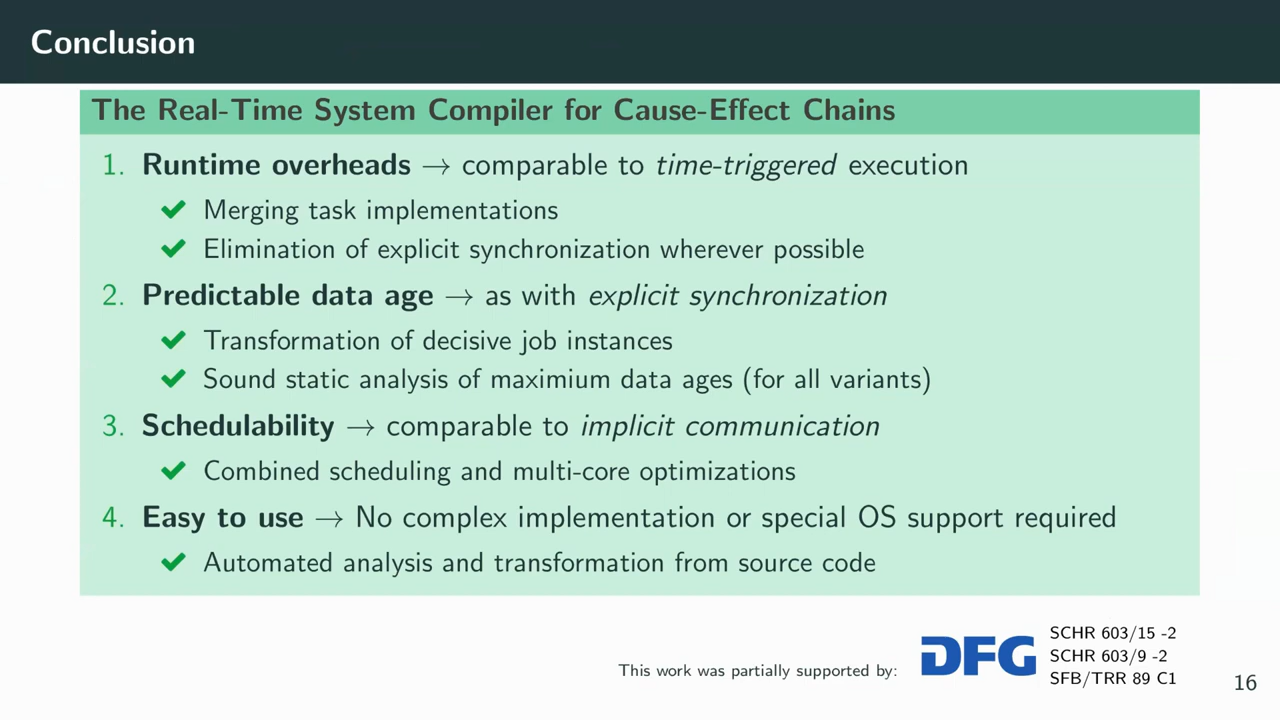 Conclusion
The Real-Time System Compiler for Cause-Effect Chains
1. Runtime overheads → comparable to time-triggered execution
✔ Merging task implementations
✔ Elimination of explicit synchronization wherever possible
2. Predictable data age → as with explicit synchronization
✔ Transformation of decisive job instances
✔ Sound static analysis of maximium data ages (for all variants)
3. Schedulability → comparable to implicit communication
✔ Combined scheduling and multi-core optimizations
4. Easy to use → No complex implementation or special OS support required
✔ Automated analysis and transformation from source code
This work was partially supported by:
DFG
SCHR 603/15 -2
SCHR 603/9 -2
SFB/TRR 89 C1
16